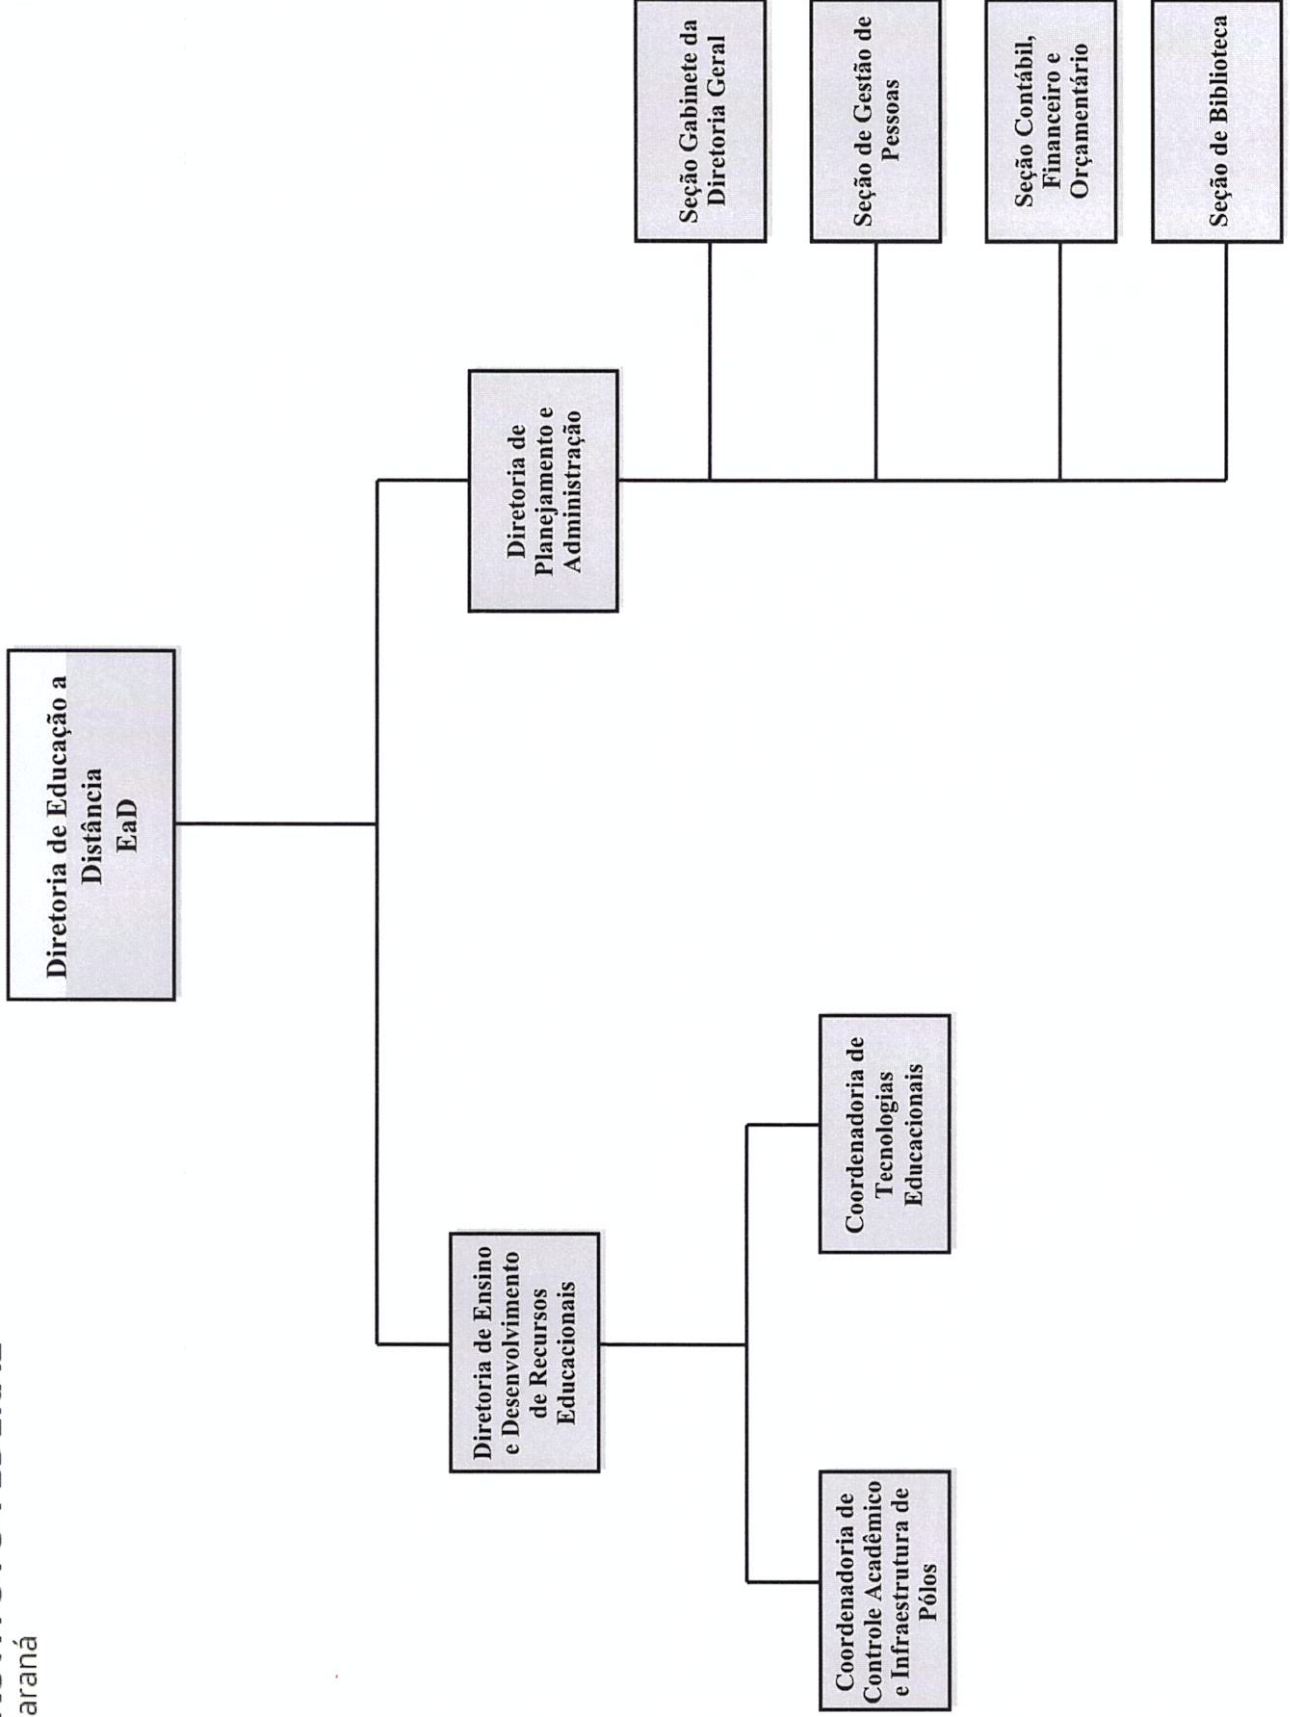 araná
Diretoria de Educação a
Distância
EaD
Diretoria de Ensino
e Desenvolvimento
de Recursos
Educacionais
Diretoria de
Planejamento e
Administração
Coordenadoria de
Controle Acadêmico
e Infraestrutura de
Pólos
Coordenadoria de
Tecnologias
Educacionais
Seção Gabinete da
Diretoria Geral
Seção de Gestão de
Pessoas
Seção Contábil,
Financeiro e
Orçamentário
Seção de Biblioteca